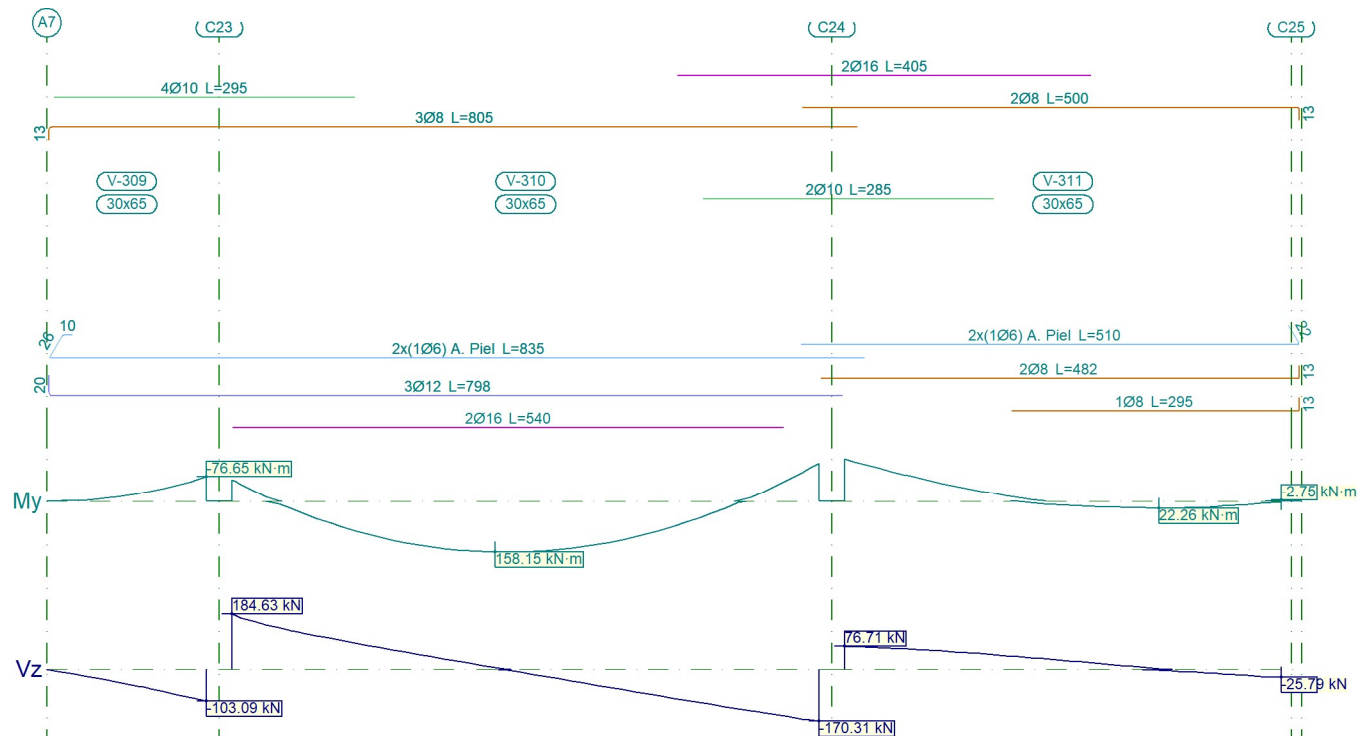 A7
C23
C24
C25
2Ø16 L=405
4Ø10 L=295
2Ø8 L=500
13
13
3Ø8 L=805
V-309
V-310
V-311
30x65
2Ø10 L=285
30x65
30x65
10
26
2x(1Ø6) A. Piel L=510
2x(1Ø6) A. Piel L=835
20
2Ø8 L=482
13
3Ø12 L=798
1Ø8 L=295
13
2Ø16 L=540
-76.65 kN·m
My
-2.75 kN·m
22.26 kN·m
158.15 kN·m
184.63 kN
76.71 kN
Vz
-25.79 kN
-103.09 kN
-170.31 kN